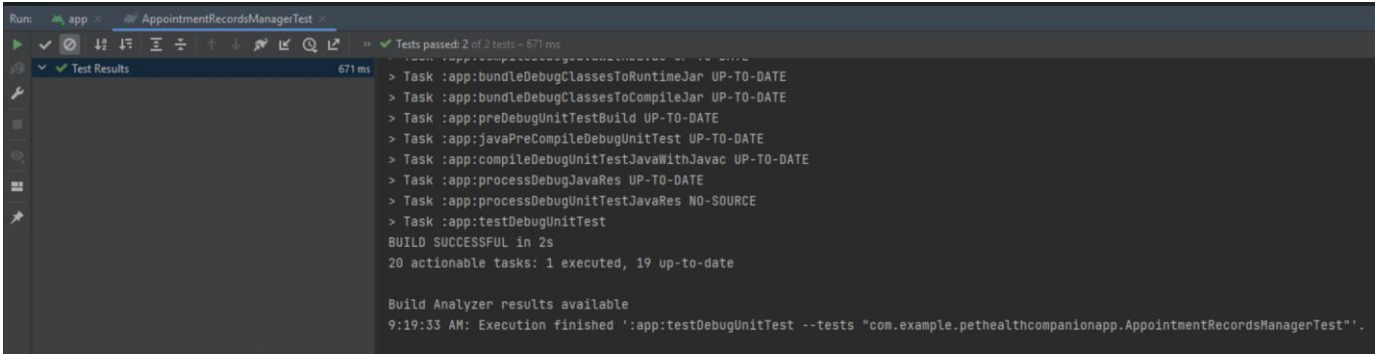 Run: app × AppointmentRecordsManagerTest ×
Tests passed: 2 of 2 tests – 671 ms
Test Results 671 ms
> Task :app:bundleDebugClassesToRuntimeJar UP-TO-DATE
> Task :app:bundleDebugClassesToCompileJar UP-TO-DATE
> Task :app:preDebugUnitTestBuild UP-TO-DATE
> Task :app:javaPreCompileDebugUnitTest UP-TO-DATE
> Task :app:compileDebugUnitTestJavaWithJavac UP-TO-DATE
> Task :app:processDebugJavaRes UP-TO-DATE
> Task :app:processDebugUnitTestJavaRes NO-SOURCE
> Task :app:testDebugUnitTest
BUILD SUCCESSFUL in 2s
20 actionable tasks: 1 executed, 19 up-to-date
Build Analyzer results available
9:19:33 AM: Execution finished ':app:testDebugUnitTest --tests "com.example.pethealthcompanionapp.AppointmentRecordsManagerTest"'.